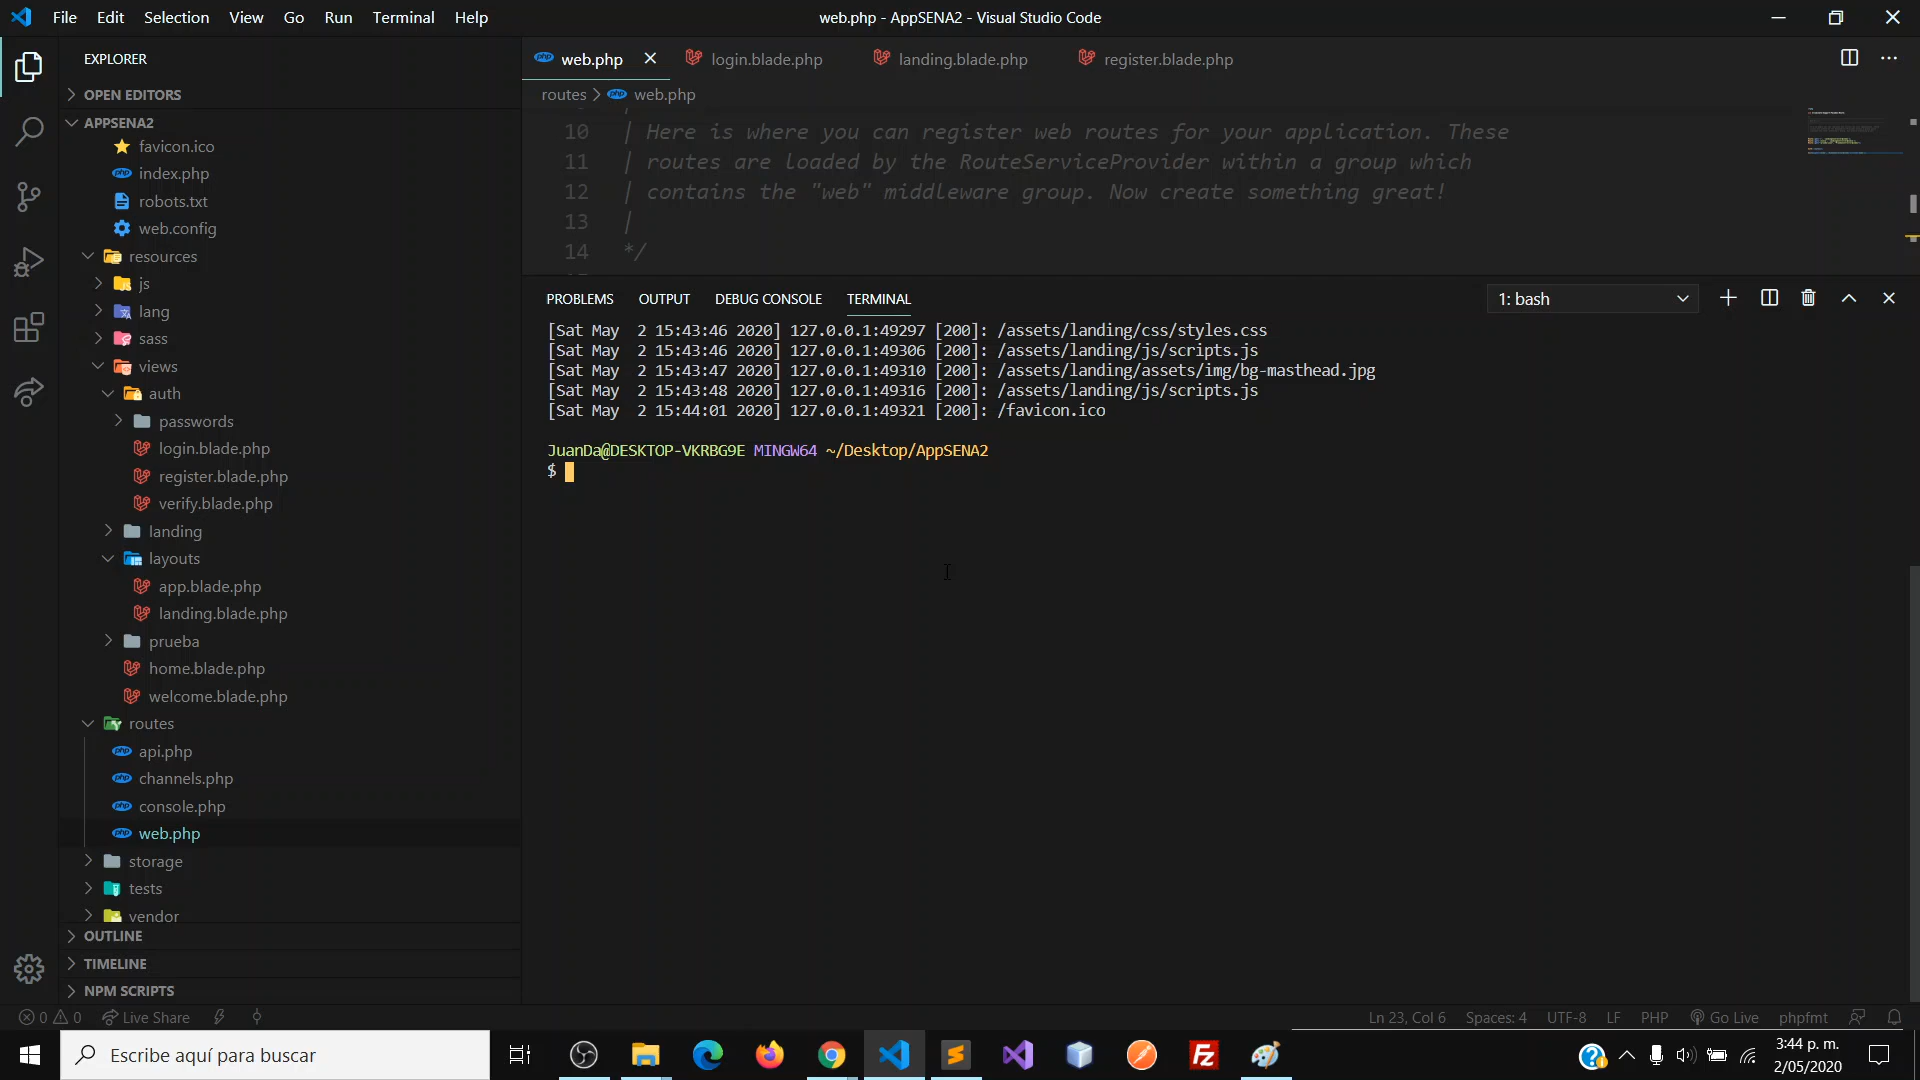 File Edit Selection View Go Run Terminal Help
web.php - AppSENA2 - Visual Studio Code
EXPLORER
OPEN EDITORS
APPSENA2
favicon.ico
index.php
robots.txt
web.config
resources
js
lang
sass
views
auth
passwords
login.blade.php
register.blade.php
verify.blade.php
landing
layouts
app.blade.php
landing.blade.php
prueba
home.blade.php
welcome.blade.php
routes
api.php
channels.php
console.php
web.php
storage
tests
vendor
OUTLINE
TIMELINE
NPM SCRIPTS
web.php login.blade.php landing.blade.php register.blade.php
routes > web.php
10 | Here is where you can register web routes for your application. These
11 | routes are loaded by the RouteServiceProvider within a group which
12 | contains the "web" middleware group. Now create something great!
13 |
14 */
PROBLEMS OUTPUT DEBUG CONSOLE TERMINAL
1: bash
[Sat May  2 15:43:46 2020] 127.0.0.1:49297 [200]: /assets/landing/css/styles.css
[Sat May  2 15:43:46 2020] 127.0.0.1:49306 [200]: /assets/landing/js/scripts.js
[Sat May  2 15:43:47 2020] 127.0.0.1:49310 [200]: /assets/landing/assets/img/bg-masthead.jpg
[Sat May  2 15:43:48 2020] 127.0.0.1:49316 [200]: /assets/landing/js/scripts.js
[Sat May  2 15:44:01 2020] 127.0.0.1:49321 [200]: /favicon.ico
JuanDa@DESKTOP-VKRBG9E MINGW64 ~/Desktop/AppSENA2
$
0 0 Live Share
Ln 23, Col 6 Spaces: 4 UTF-8 LF PHP Go Live phpfmt
Escribe aquí para buscar
3:44 p. m.
2/05/2020